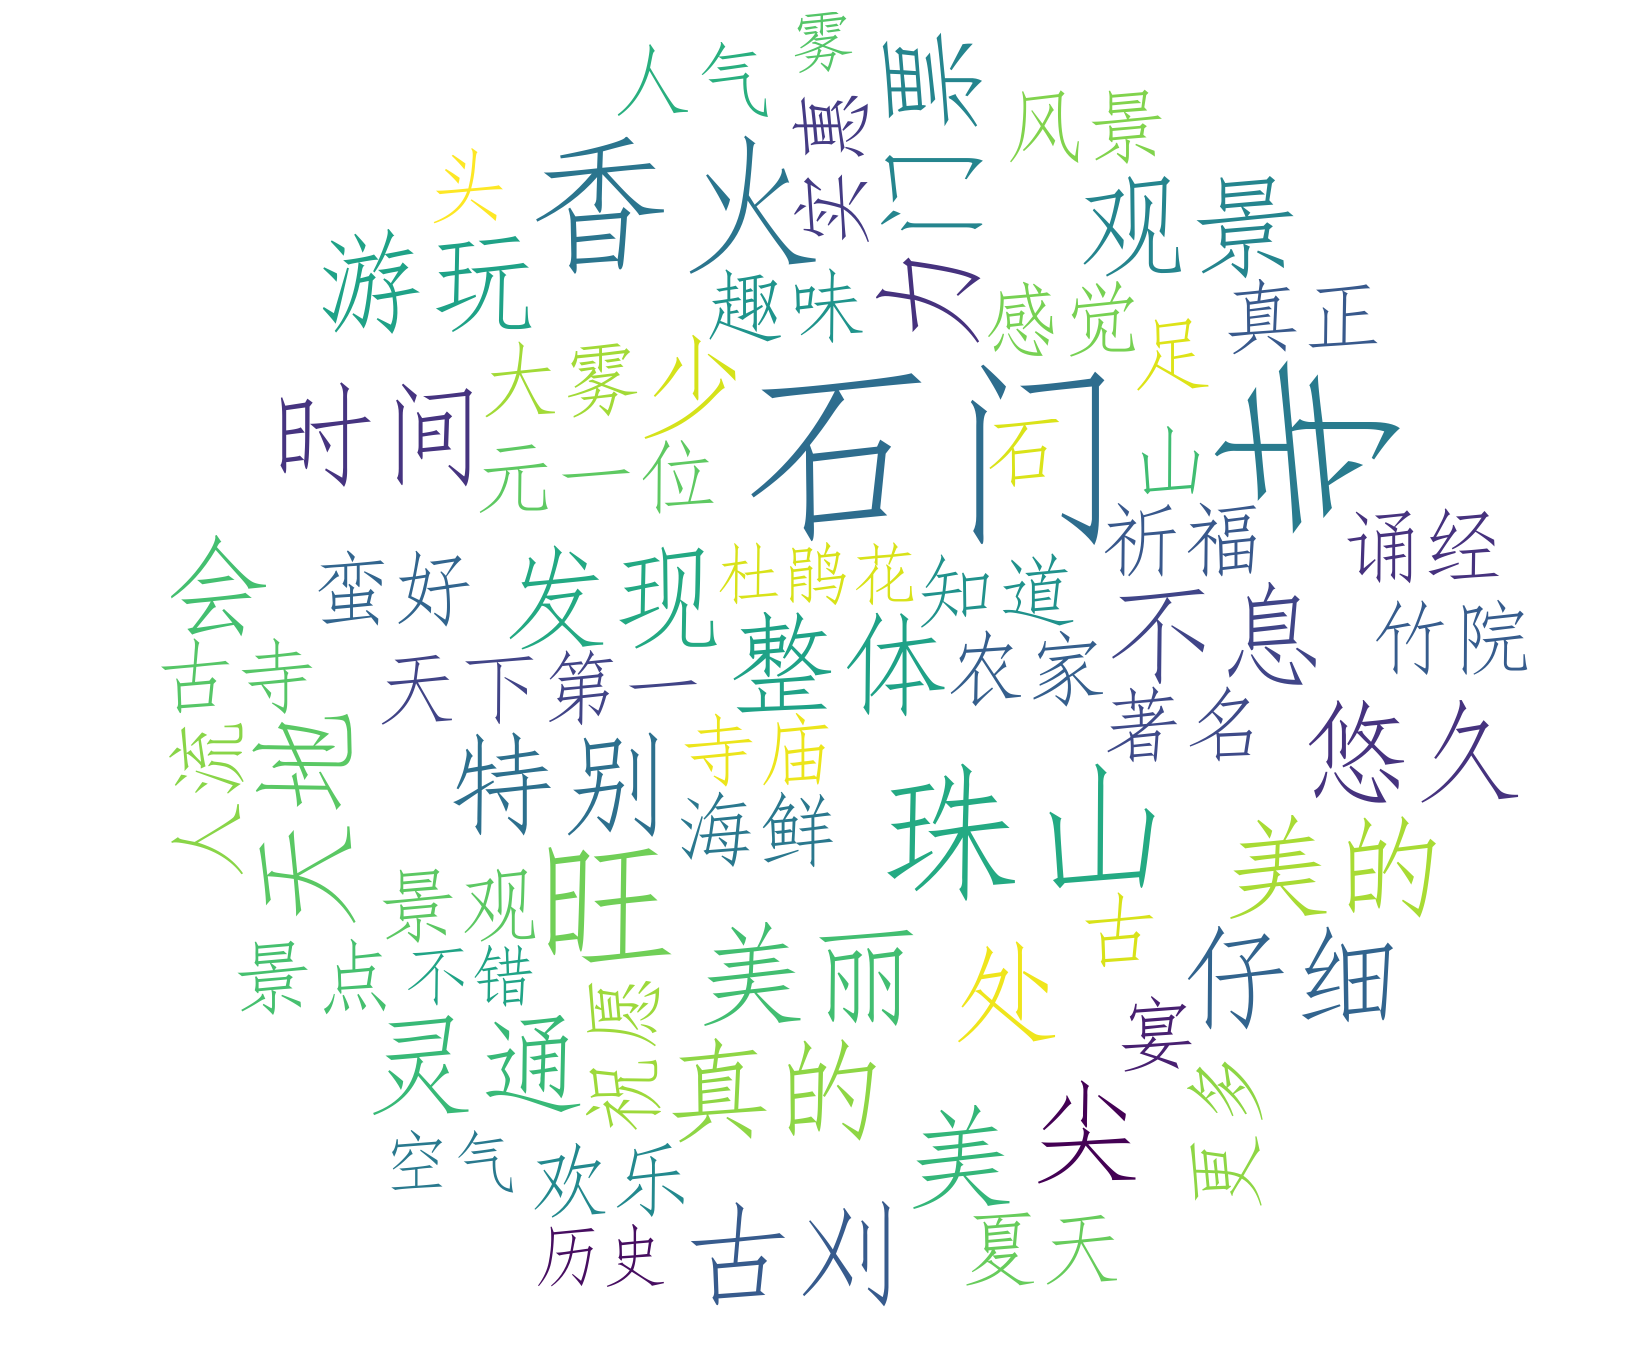 雾
人气
门票
实惠
风景
头
香火
观景
游玩
趣味
方
感觉
真正
足
大雾
少
时间
石门
石
寺
元一位
山
祈福
诵经
会
蛮好
发现
杜鹃花
知道
不息
竹院
古寺
天下第一
整体
农家
著名
悠久
人流
天地
特别
寺庙
海鲜
珠山
美的
景观
旺
古
景点
不错
美丽
处
仔细
祝愿
灵通
真的
宴
尖
更多
空气
欢乐
美
历史
古刈
夏天